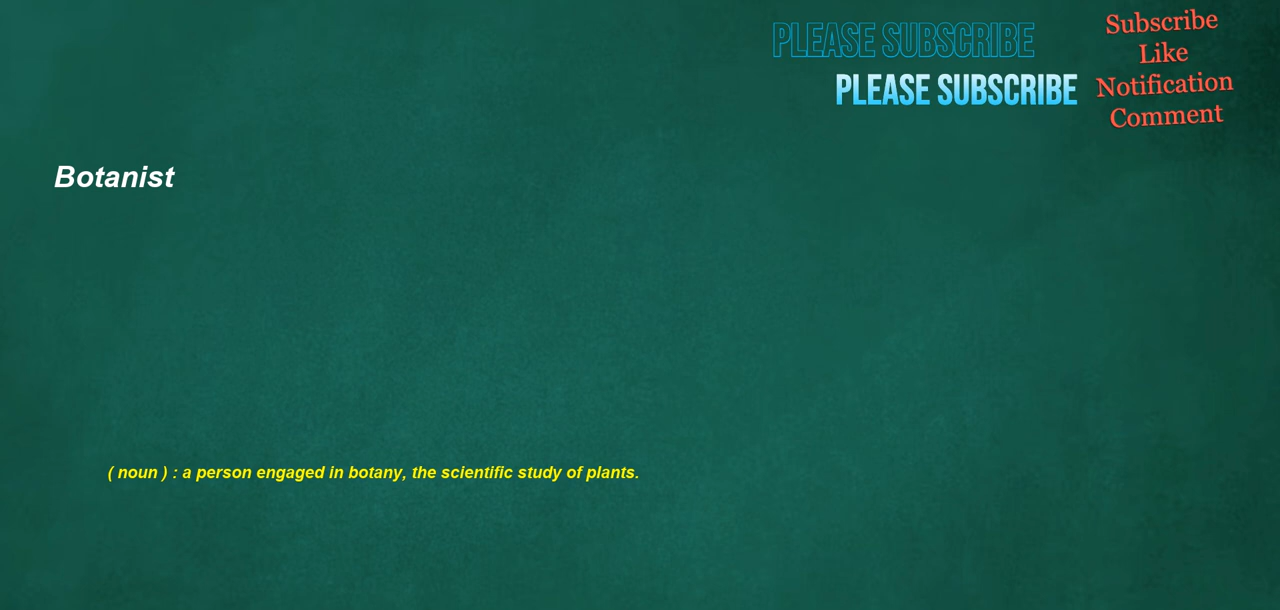 PLEASE SUBSCRIBE
PLEASE SUBSCRIBE
Subscribe
Like
Notification
Comment
Botanist
( noun ) : a person engaged in botany, the scientific study of plants.